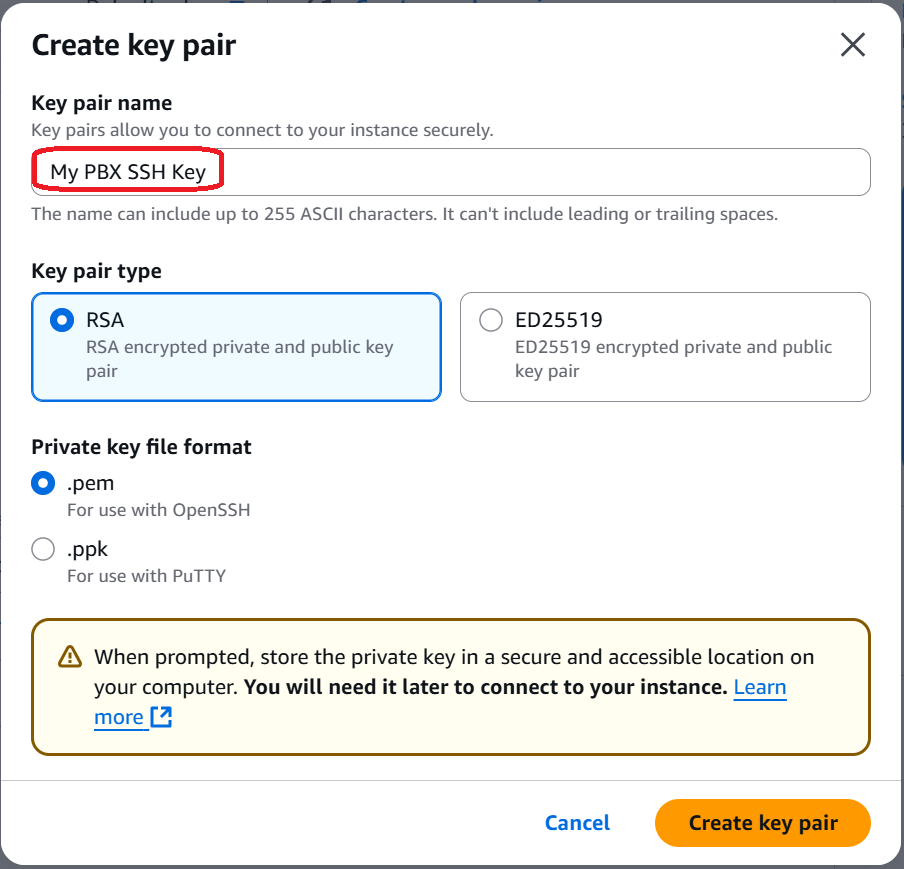 Create key pair
Key pair name
Key pairs allow you to connect to your instance securely.
My PBX SSH Key
The name can include up to 255 ASCII characters. It can't include leading or trailing spaces.
Key pair type
RSA
RSA encrypted private and public key
pair
ED25519
ED25519 encrypted private and public
key pair
Private key file format
.pem
For use with OpenSSH
.ppk
For use with PuTTY
When prompted, store the private key in a secure and accessible location on
your computer. You will need it later to connect to your instance. Learn
more
Cancel
Create key pair